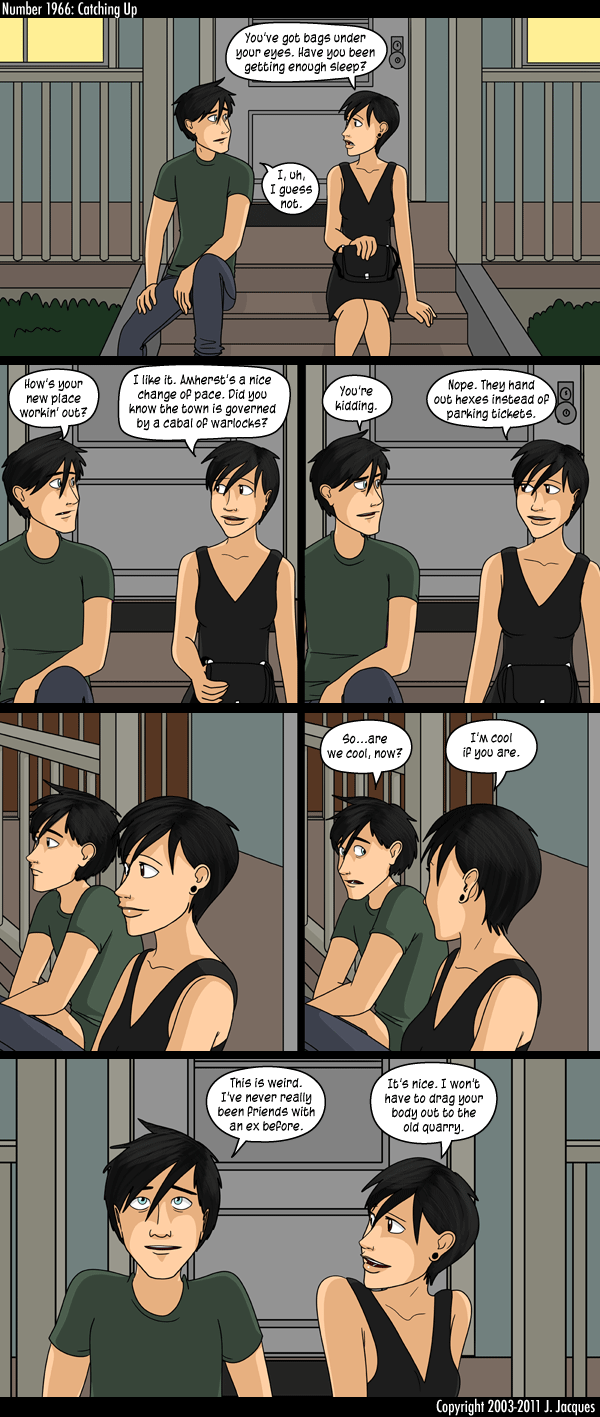 Number 1966: Catching Up
You've got bags under
your eyes. Have you been
getting enough sleep?
I, uh,
I guess
not.
How's your
new place
workin' out?
I like it. Amherst's a nice
change of pace. Did you
know the town is governed
by a cabal of warlocks?
You're
kidding.
Nope. They hand
out hexes instead of
parking tickets.
So...are
we cool, now?
I'm cool
if you are.
This is weird.
I've never really
been friends with
an ex before.
It's nice. I won't
have to drag your
body out to the
old quarry.
Copyright 2003-2011 J. Jacques